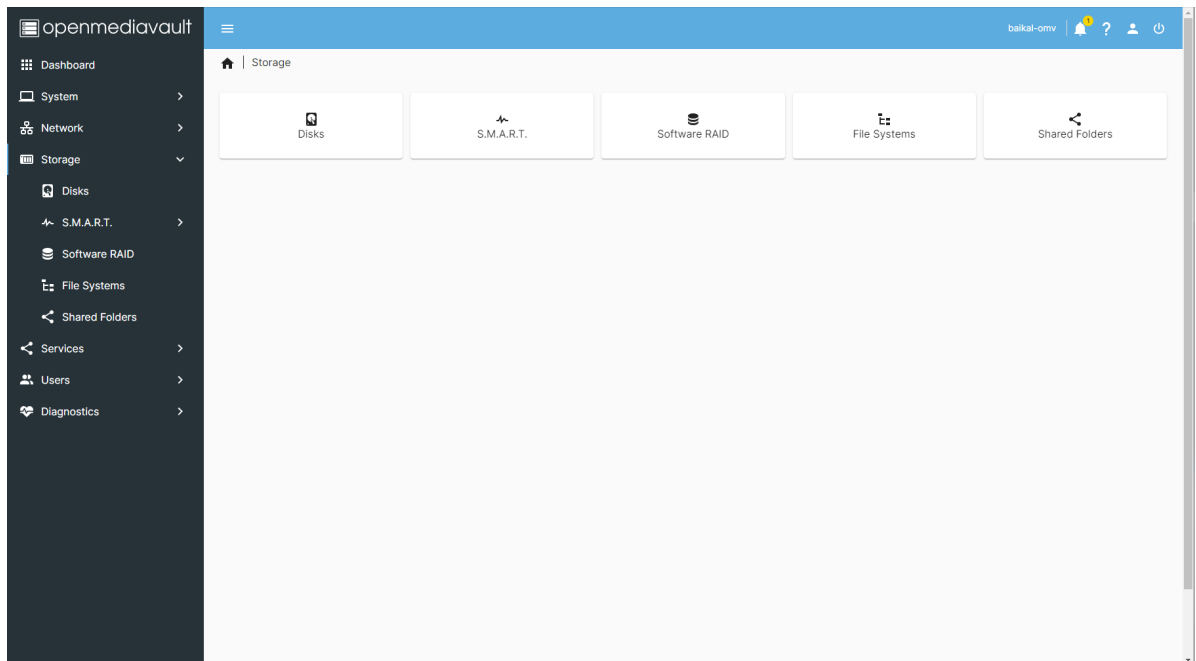 openmediavault
baikal-omv
1
?
Dashboard
System
Network
Storage
Disks
S.M.A.R.T.
Software RAID
File Systems
Shared Folders
Services
Users
Diagnostics
Storage
Disks
S.M.A.R.T.
Software RAID
File Systems
Shared Folders